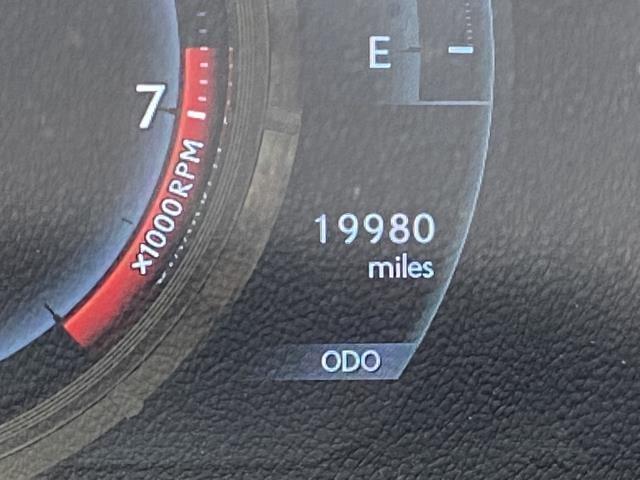 E
7
x1000RPM
19980
miles
ODO